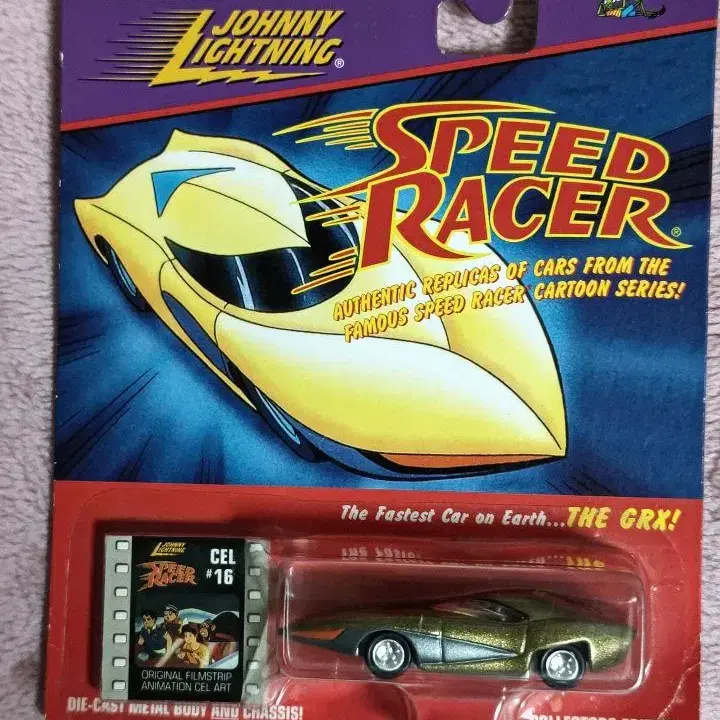 JOHNNY
LIGHTNING®
SPEED
RACER®
AUTHENTIC REPLICAS OF CARS FROM THE
FAMOUS SPEED RACER CARTOON SERIES!
The Fastest Car on Earth...THE GRX!
JOHNNY
LIGHTNING
SPEED
RACER
CEL
#16
ORIGINAL FILMSTRIP
ANIMATION CEL ART
DIE-CAST METAL BODY AND CHASSIS!